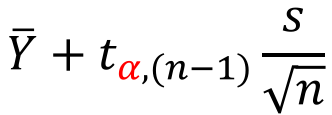 Ȳ + t_{α,(n−1)} s/√n